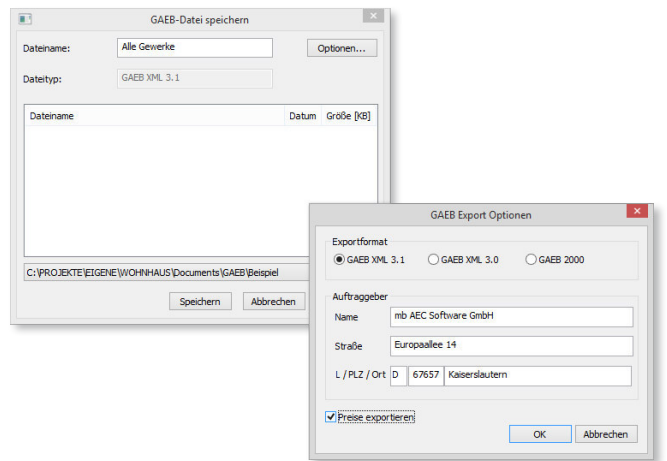 GAEB-Datei speichern
Dateiname: Alle Gewerke Optionen...
Dateityp: GAEB XML 3.1
Dateiname Datum Größe [KB]
C:\PROJEKTE\EIGENE\WOHNHAUS\Documents\GAEB\Beispiel
Speichern Abbrechen
GAEB Export Optionen
Exportformat
GAEB XML 3.1 GAEB XML 3.0 GAEB 2000
Auftraggeber
Name mb AEC Software GmbH
Straße Europaallee 14
L / PLZ / Ort D 67657 Kaiserslautern
Preise exportieren
OK Abbrechen